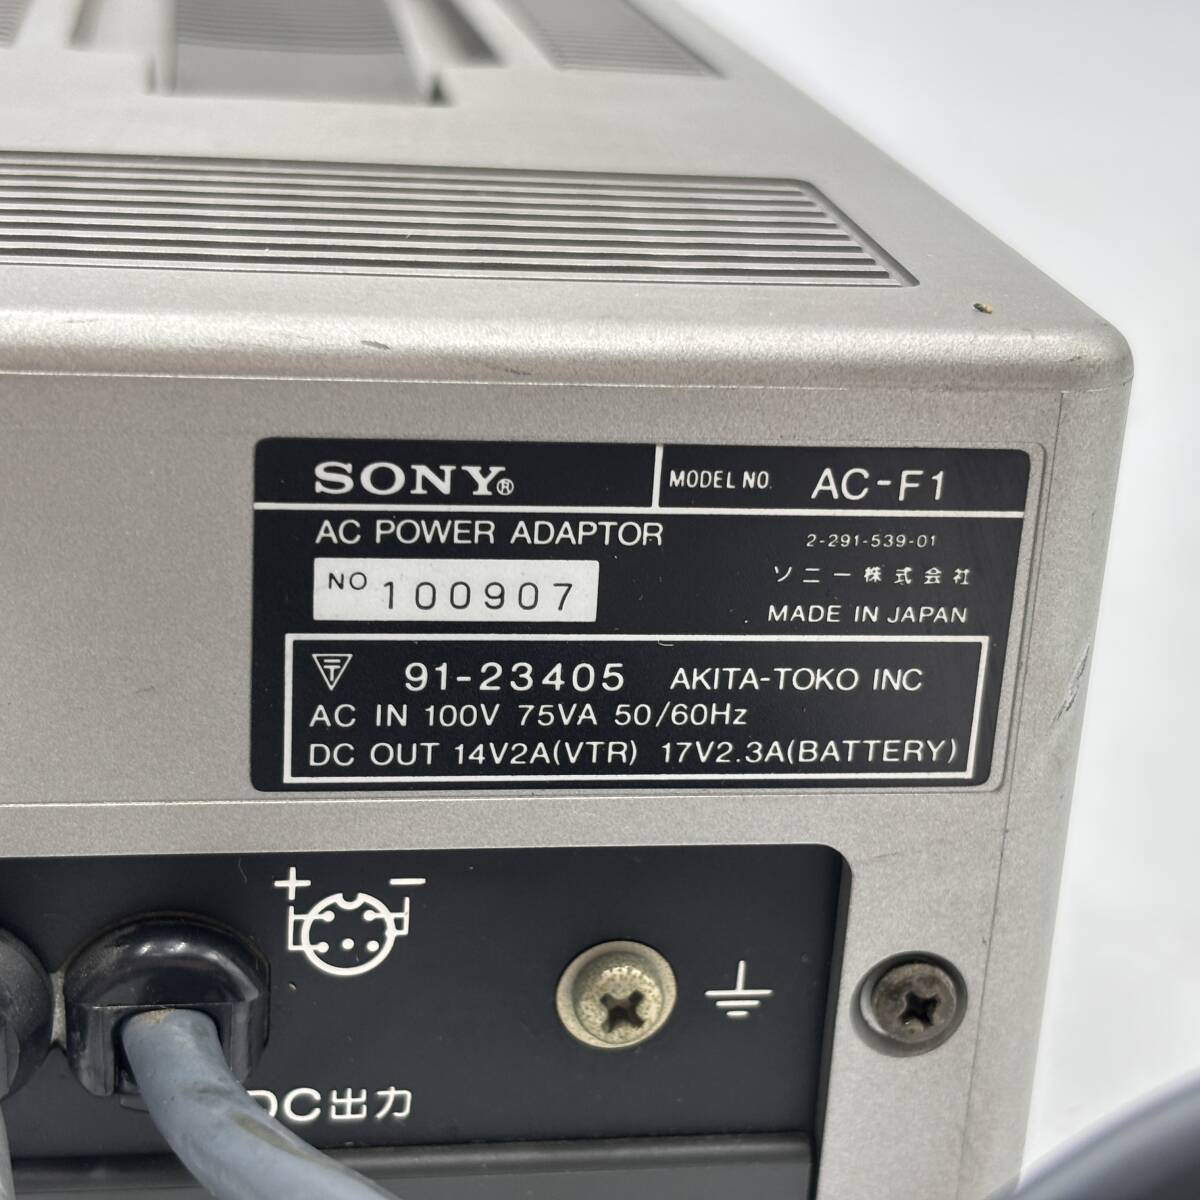 SONY®
MODEL NO. AC-F1
AC POWER ADAPTOR
2-291-539-01
NO 100907
ソニー株式会社
MADE IN JAPAN
〒 91-23405 AKITA-TOKO INC
AC IN 100V 75VA 50/60Hz
DC OUT 14V2A(VTR) 17V2.3A(BATTERY)
+ −
DC出力